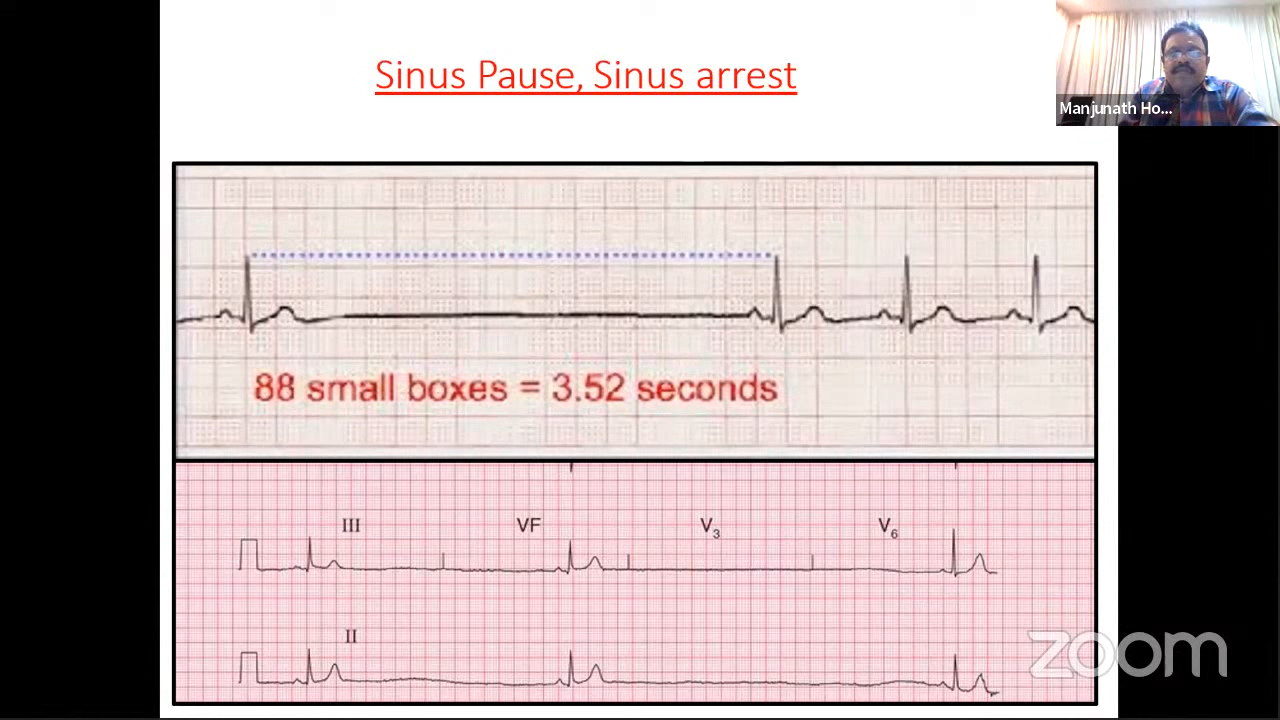 Sinus Pause, Sinus arrest
Manjunath Ho...
88 small boxes = 3.52 seconds
III VF V3 V6
II
zoom